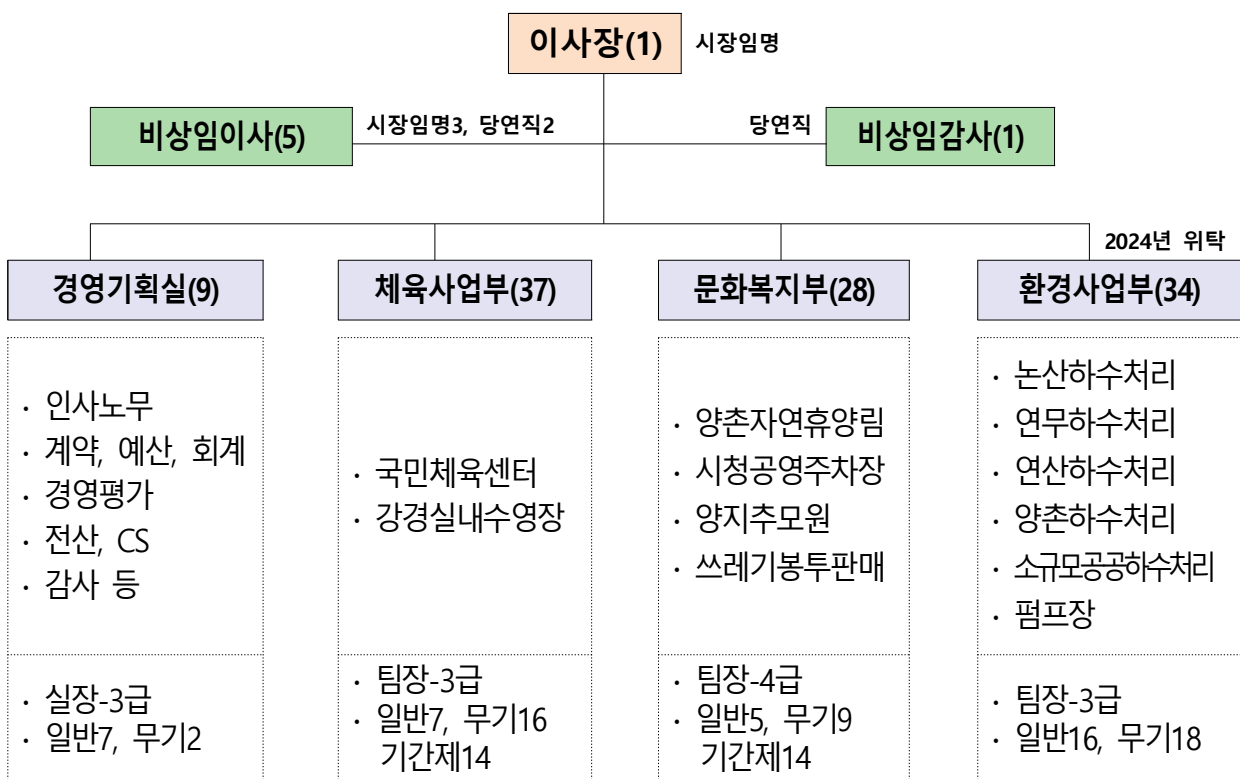 이사장(1) 시장임명
비상임이사(5) 시장임명3, 당연직2 당연직 비상임감사(1)
2024년 위탁
경영기획실(9) 체육사업부(37) 문화복지부(28) 환경사업부(34)
· 인사노무
· 계약, 예산, 회계
· 경영평가
· 전산, CS
· 감사 등
· 실장-3급
· 일반7, 무기2
· 국민체육센터
· 강경실내수영장
· 팀장-3급
· 일반7, 무기16
기간제14
· 양촌자연휴양림
· 시청공영주차장
· 양지추모원
· 쓰레기봉투판매
· 팀장-4급
· 일반5, 무기9
기간제14
· 논산하수처리
· 연무하수처리
· 연산하수처리
· 양촌하수처리
· 소규모공공하수처리
· 펌프장
· 팀장-3급
· 일반16, 무기18